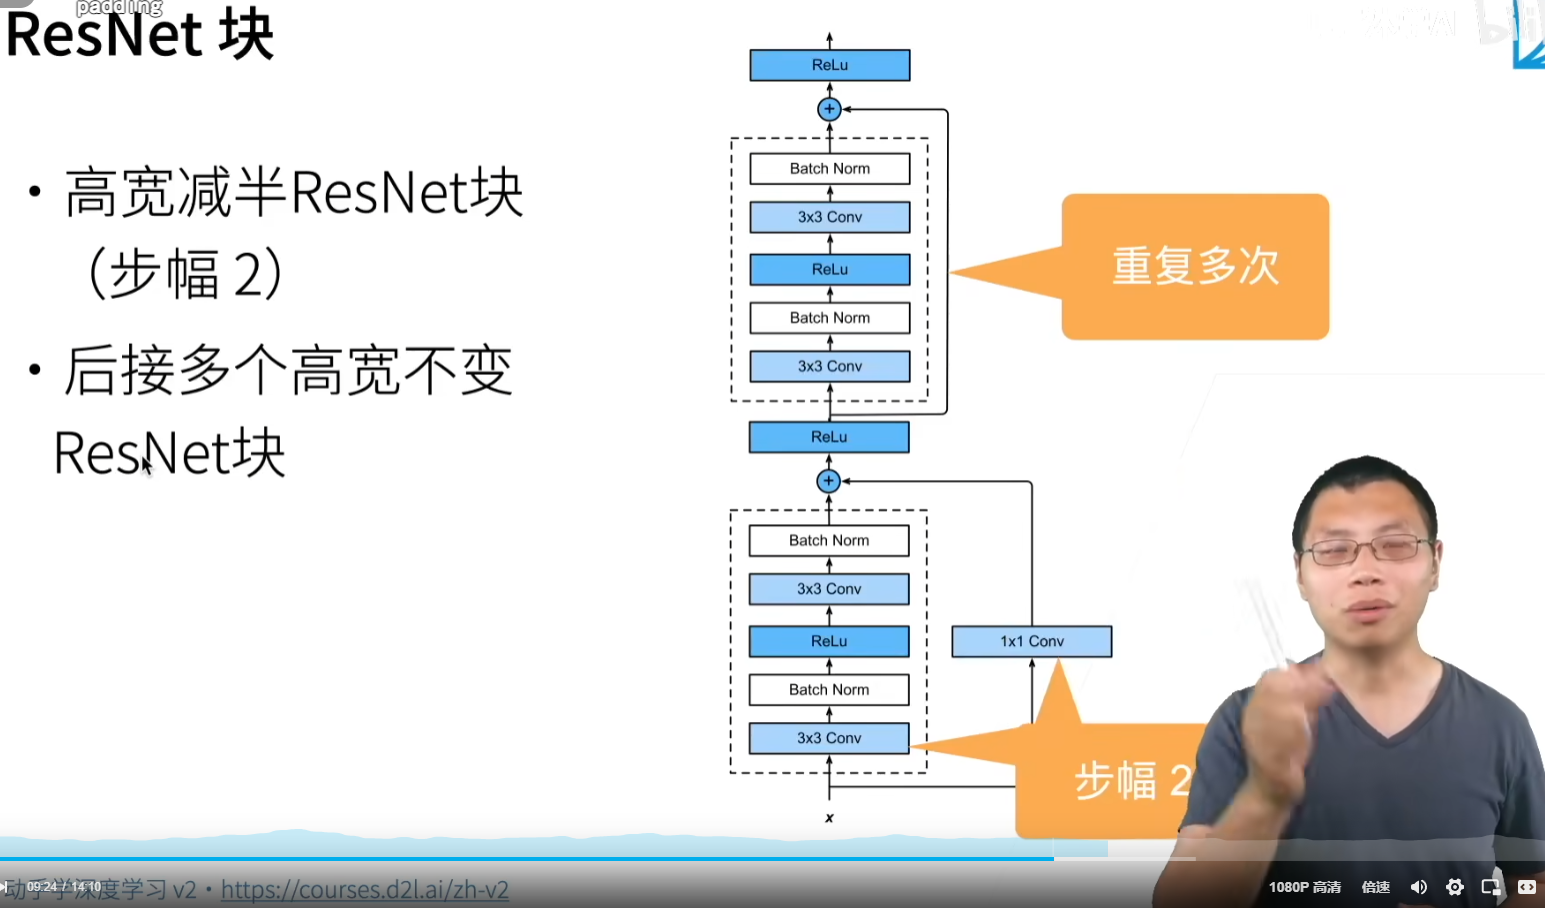 padding
ResNet 块
• 高宽减半ResNet块
（步幅 2）
• 后接多个高宽不变
ResNet块
ReLu
+
Batch Norm
3x3 Conv
ReLu
Batch Norm
3x3 Conv
重复多次
ReLu
+
Batch Norm
3x3 Conv
ReLu
1x1 Conv
Batch Norm
3x3 Conv
步幅 2
x
动手学深度学习 v2 • https://courses.d2l.ai/zh-v2
09:24 / 14:10
1080P 高清
倍速